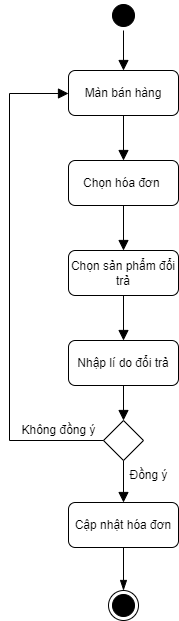 Màn bán hàng
Chọn hóa đơn
Chọn sản phẩm đổi
trả
Nhập lí do đổi trả
Không đồng ý
Đồng ý
Cập nhật hóa đơn